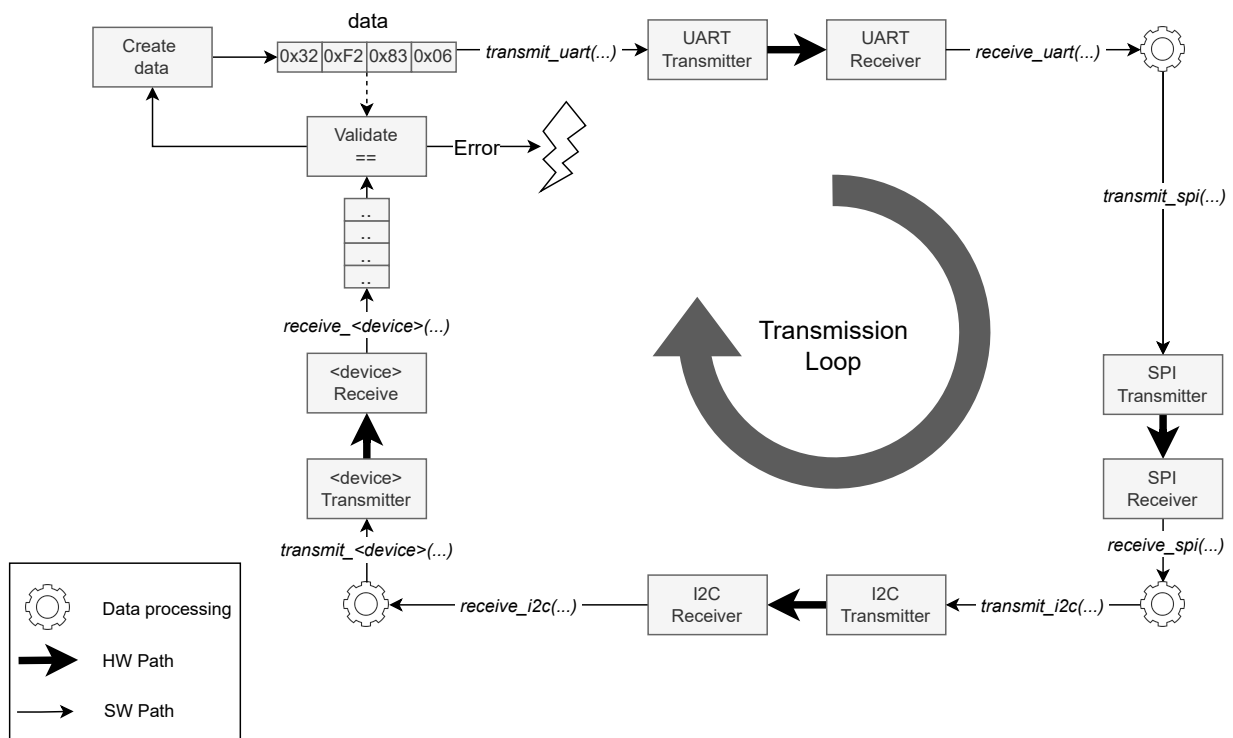 data
Create
data
0x32 0xF2 0x83 0x06
transmit_uart(...)
UART
Transmitter
UART
Receiver
receive_uart(...)
Validate
==
Error
transmit_spi(...)
..
..
..
..
receive_<device>(...)
Transmission
Loop
<device>
Receive
SPI
Transmitter
<device>
Transmitter
SPI
Receiver
transmit_<device>(...)
receive_spi(...)
receive_i2c(...)
I2C
Receiver
I2C
Transmitter
transmit_i2c(...)
Data processing
HW Path
SW Path